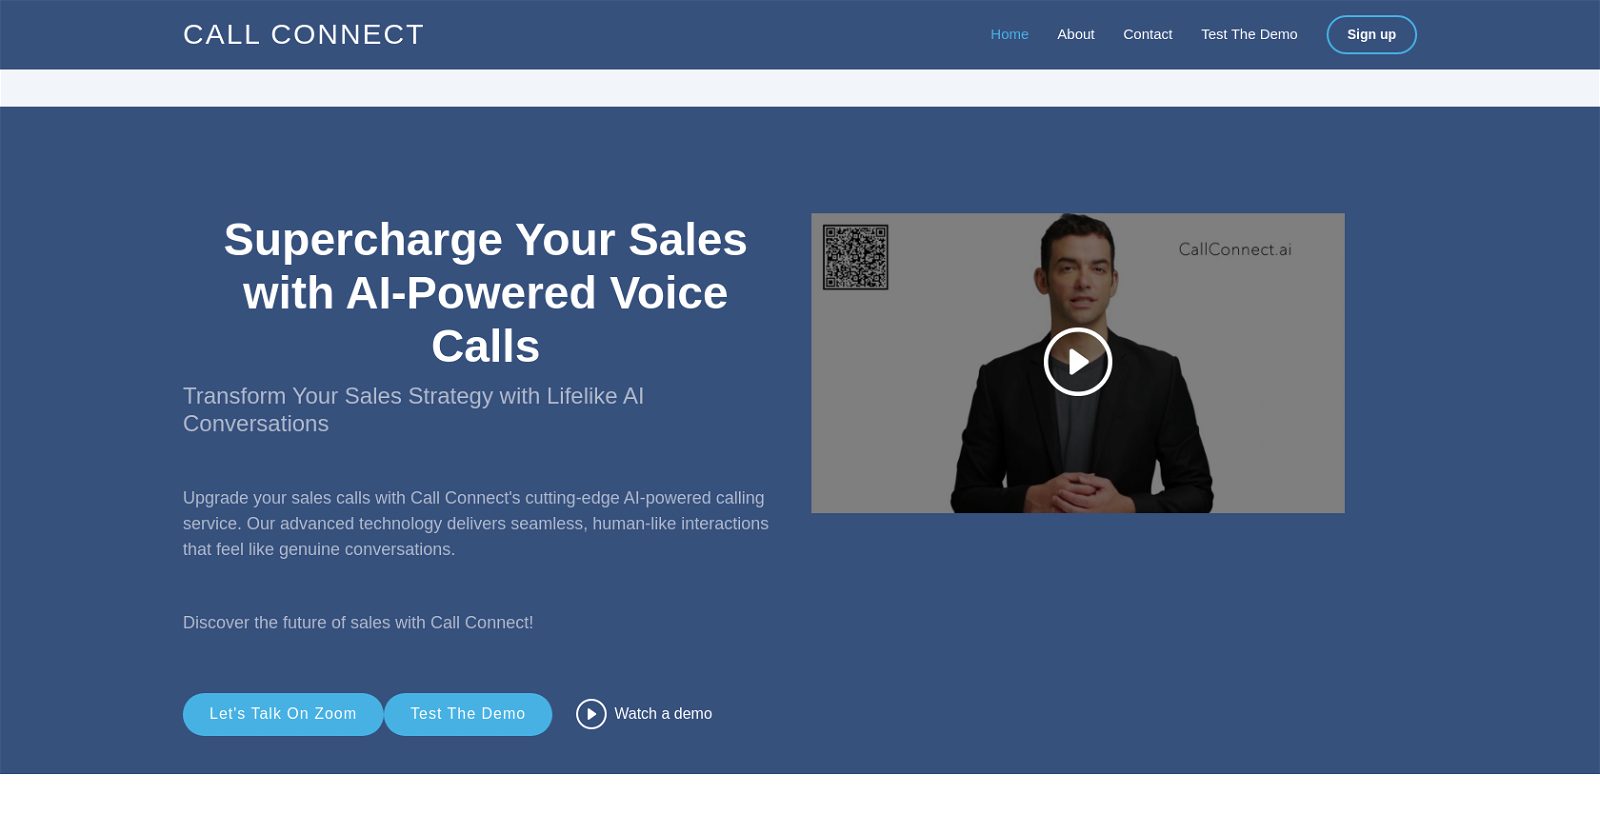 CALL CONNECT
Home
About
Contact
Test The Demo
Sign up
Supercharge Your Sales
with AI-Powered Voice
Calls
Transform Your Sales Strategy with Lifelike AI
Conversations
Upgrade your sales calls with Call Connect's cutting-edge AI-powered calling
service. Our advanced technology delivers seamless, human-like interactions
that feel like genuine conversations.
Discover the future of sales with Call Connect!
Let's Talk On Zoom
Test The Demo
Watch a demo
CallConnect.ai